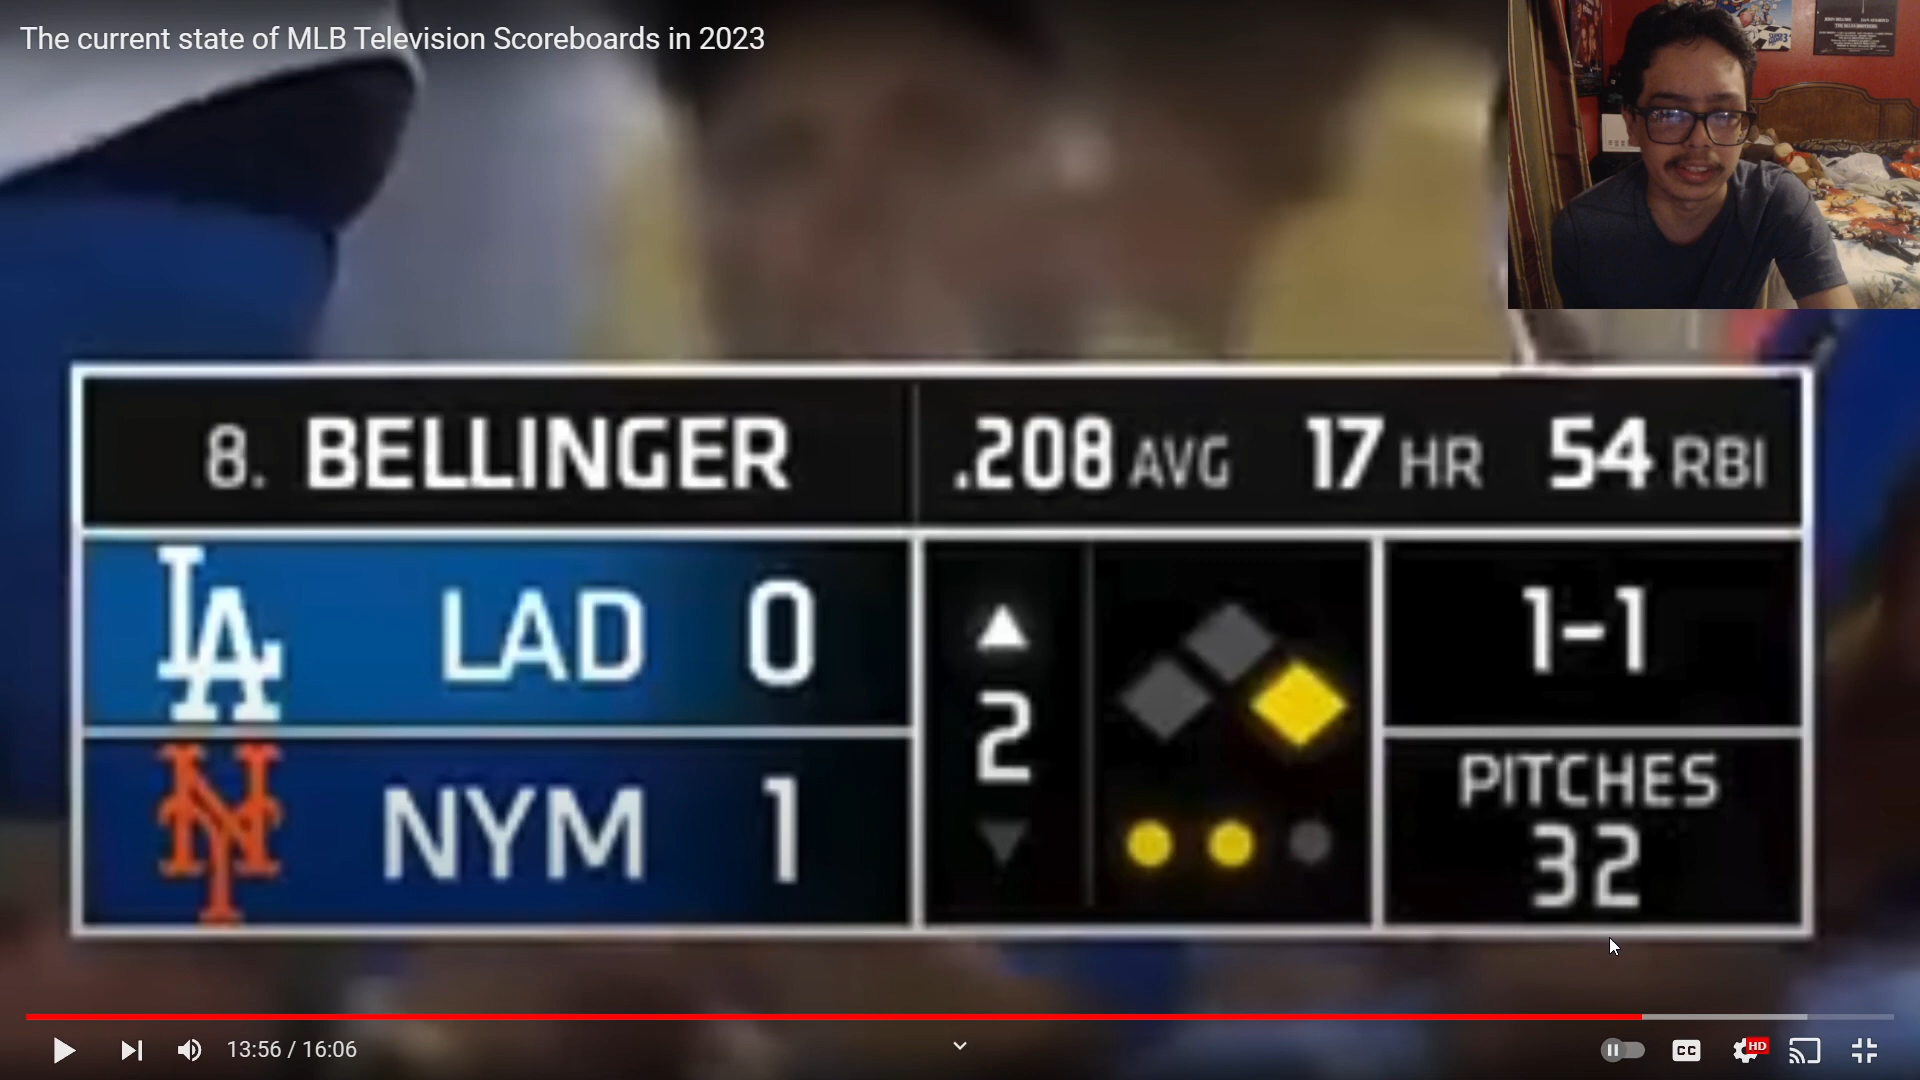 The current state of MLB Television Scoreboards in 2023
8. BELLINGER .208 AVG 17 HR 54 RBI
LA LAD 0
NY NYM 1
2
1-1
PITCHES
32
13:56 / 16:06
CC
HD